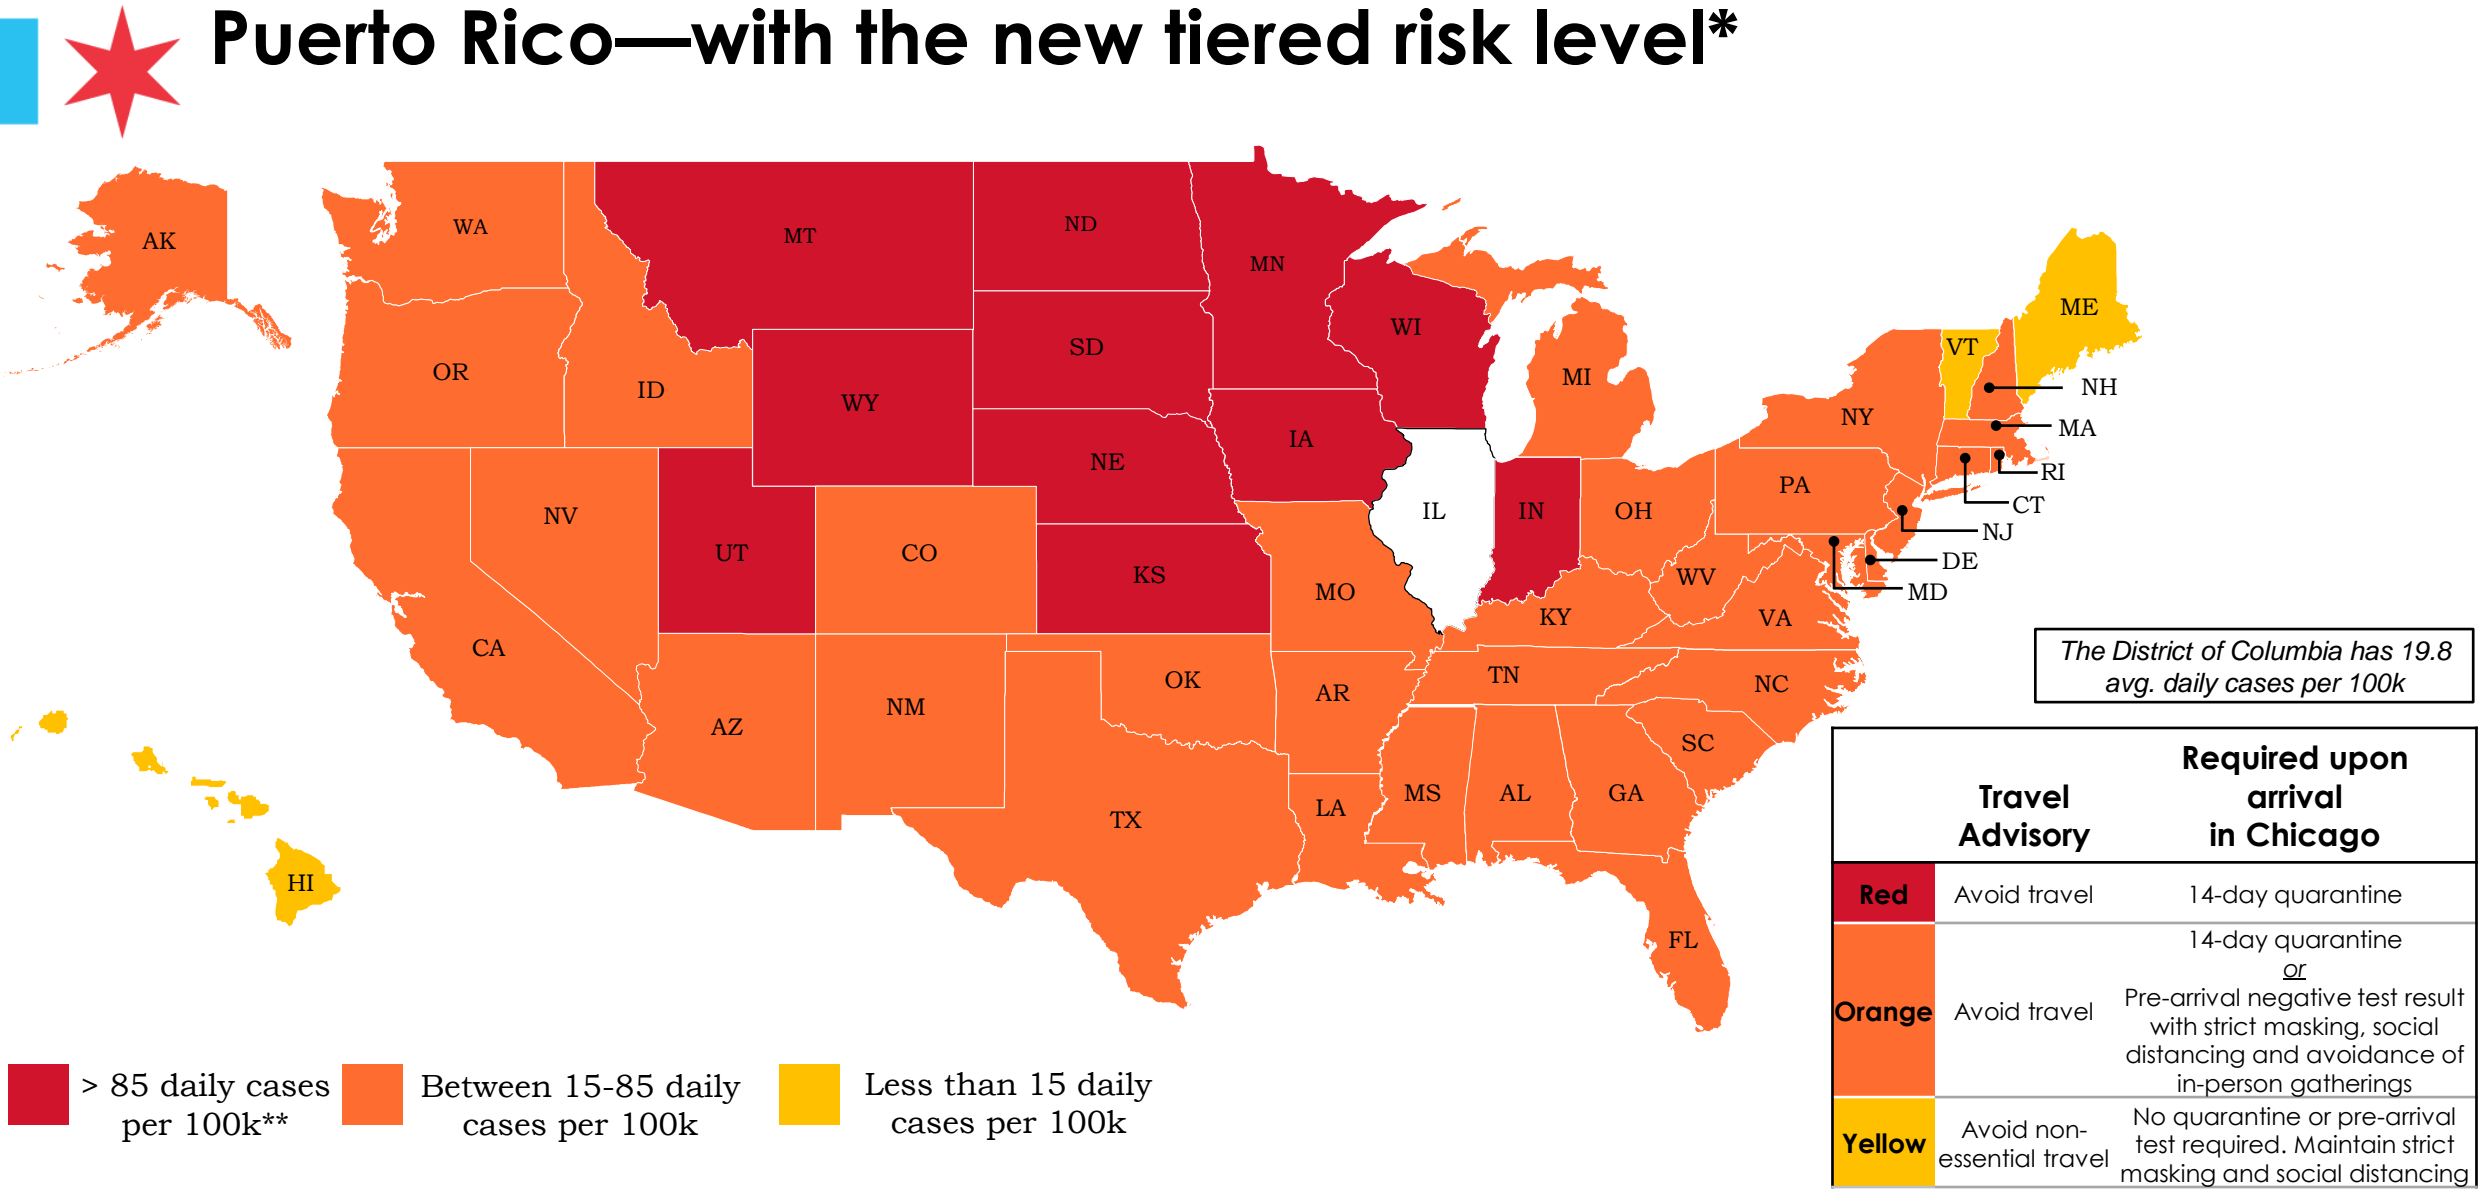 Puerto Rico—with the new tiered risk level*
AK
WA
MT
ND
MN
ME
WI
VT
SD
OR
MI
ID
NH
WY
NY
MA
IA
NE
RI
PA
CT
NV
IL
IN
OH
NJ
UT
CO
DE
KS
WV
MO
MD
KY
VA
CA
TN
OK
NC
AR
NM
AZ
SC
MS
AL
GA
LA
TX
HI
FL
The District of Columbia has 19.8
avg. daily cases per 100k
Travel
Advisory
Required upon
arrival
in Chicago
Red
Avoid travel
14-day quarantine
Orange
Avoid travel
14-day quarantine
or
Pre-arrival negative test result
with strict masking, social
distancing and avoidance of
in-person gatherings
Yellow
Avoid non-
essential travel
No quarantine or pre-arrival
test required. Maintain strict
masking and social distancing
> 85 daily cases
per 100k**
Between 15-85 daily
cases per 100k
Less than 15 daily
cases per 100k